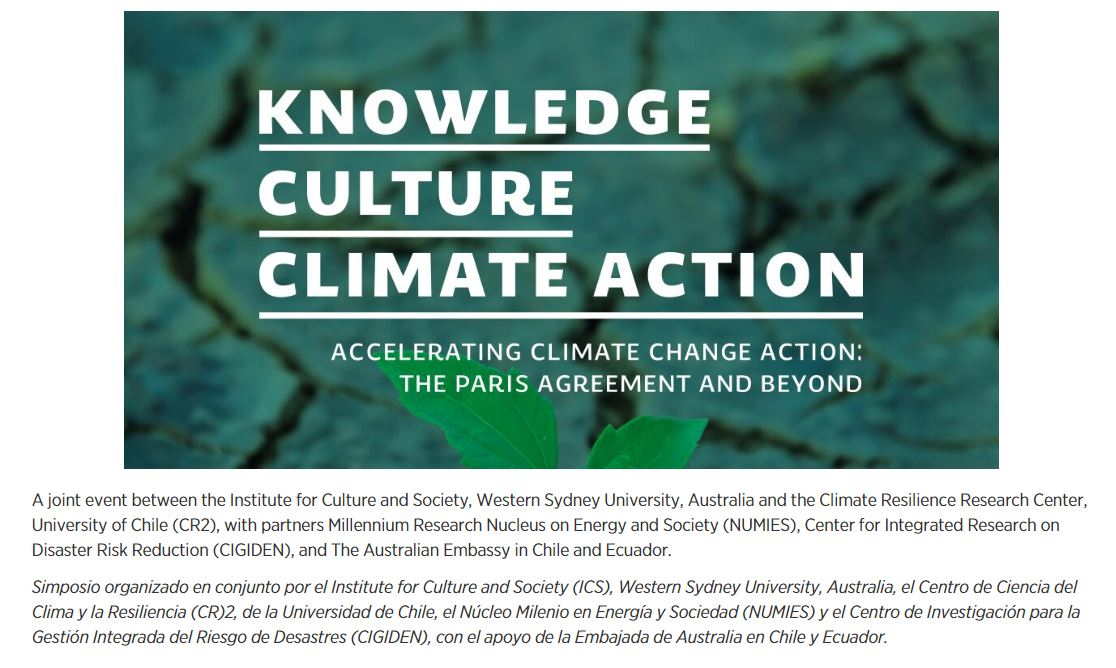 KNOWLEDGE
CULTURE
CLIMATE ACTION
ACCELERATING CLIMATE CHANGE ACTION:
THE PARIS AGREEMENT AND BEYOND
A joint event between the Institute for Culture and Society, Western Sydney University, Australia and the Climate Resilience Research Center,
University of Chile (CR2), with partners Millennium Research Nucleus on Energy and Society (NUMIES), Center for Integrated Research on
Disaster Risk Reduction (CIGIDEN), and The Australian Embassy in Chile and Ecuador.
Simposio organizado en conjunto por el Institute for Culture and Society (ICS), Western Sydney University, Australia, el Centro de Ciencia del
Clima y la Resiliencia (CR)2, de la Universidad de Chile, el Núcleo Milenio en Energía y Sociedad (NUMIES) y el Centro de Investigación para la
Gestión Integrada del Riesgo de Desastres (CIGIDEN), con el apoyo de la Embajada de Australia en Chile y Ecuador.